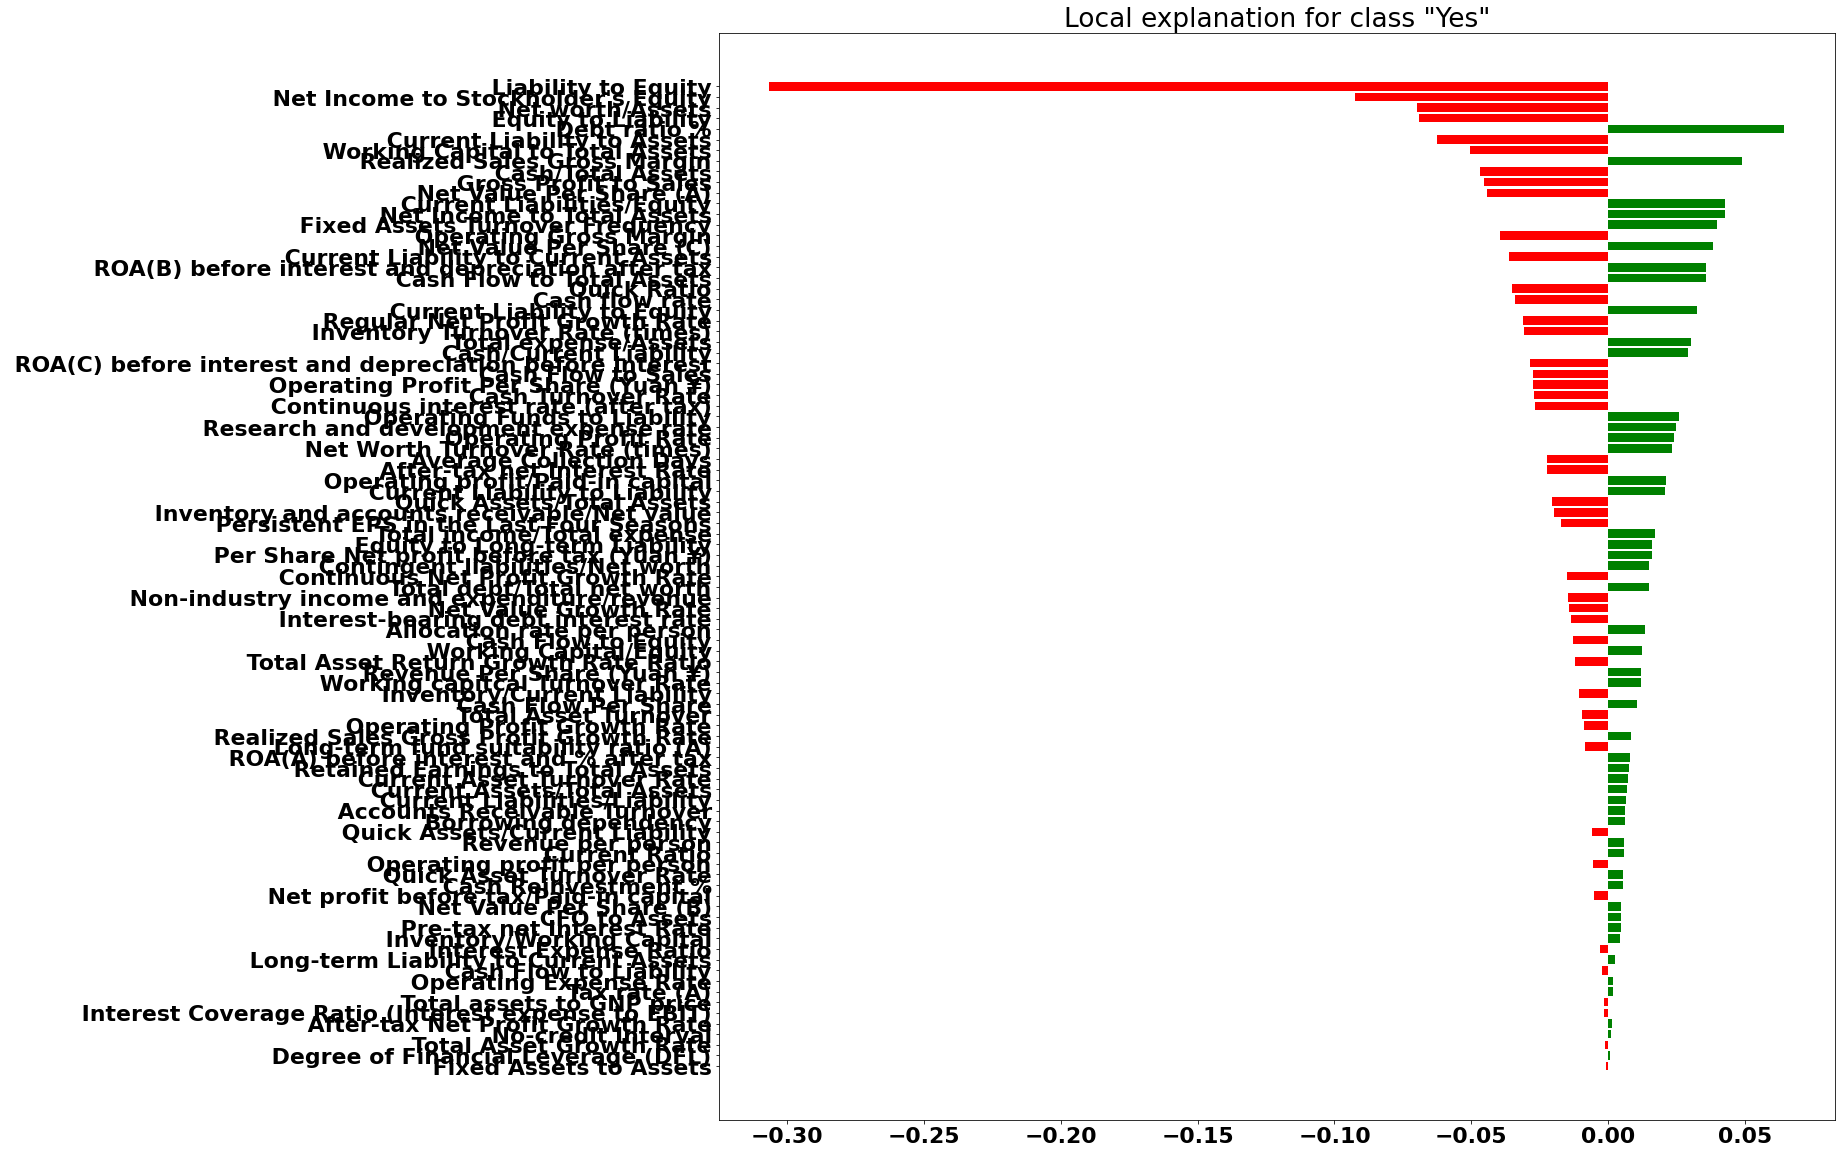 Local explanation for class "Yes"
Liability to Equity
Net Income to Stockholder's Equity
Net worth/Assets
Equity to Liability
Debt ratio %
Current Liability to Assets
Working Capital to Total Assets
Realized Sales Gross Margin
Cash/Total Assets
Gross Profit to Sales
Net Value Per Share (A)
Current Liabilities/Equity
Net Income to Total Assets
Fixed Assets Turnover Frequency
Operating Gross Margin
Net Value Per Share (C)
Current Liability to Current Assets
ROA(B) before interest and depreciation after tax
Cash Flow to Total Assets
Quick Ratio
Cash flow rate
Current Liability to Equity
Regular Net Profit Growth Rate
Inventory Turnover Rate (times)
Total expense/Assets
Cash/Current Liability
ROA(C) before interest and depreciation before interest
Cash Flow to Sales
Operating Profit Per Share (Yuan ¥)
Cash Turnover Rate
Continuous interest rate (after tax)
Operating Funds to Liability
Research and development expense rate
Operating Profit Rate
Net Worth Turnover Rate (times)
Average Collection Days
After-tax net Interest Rate
Operating profit/Paid-in capital
Current Liability to Liability
Quick Assets/Total Assets
Inventory and accounts receivable/Net value
Persistent EPS in the Last Four Seasons
Total income/Total expense
Equity to Long-term Liability
Per Share Net profit before tax (Yuan ¥)
Contingent liabilities/Net worth
Continuous Net Profit Growth Rate
Total debt/Total net worth
Non-industry income and expenditure/revenue
Net Value Growth Rate
Interest-bearing debt interest rate
Allocation rate per person
Cash Flow to Equity
Working Capital/Equity
Total Asset Return Growth Rate Ratio
Revenue Per Share (Yuan ¥)
Working capitcal Turnover Rate
Inventory/Current Liability
Cash Flow Per Share
Total Asset Turnover
Operating Profit Growth Rate
Realized Sales Gross Profit Growth Rate
Long-term fund suitability ratio (A)
ROA(A) before interest and % after tax
Retained Earnings to Total Assets
Current Asset Turnover Rate
Current Assets/Total Assets
Current Liabilities/Liability
Accounts Receivable Turnover
Borrowing dependency
Quick Assets/Current Liability
Revenue per person
Current Ratio
Operating profit per person
Quick Asset Turnover Rate
Cash Reinvestment %
Net profit before tax/Paid-in capital
Net Value Per Share (B)
CFO to Assets
Pre-tax net Interest Rate
Inventory/Working Capital
Interest Expense Ratio
Long-term Liability to Current Assets
Cash Flow to Liability
Operating Expense Rate
Tax rate (A)
Total assets to GNP price
Interest Coverage Ratio (Interest expense to EBIT)
After-tax Net Profit Growth Rate
No-credit Interval
Total Asset Growth Rate
Degree of Financial Leverage (DFL)
Fixed Assets to Assets
−0.30 −0.25 −0.20 −0.15 −0.10 −0.05 0.00 0.05